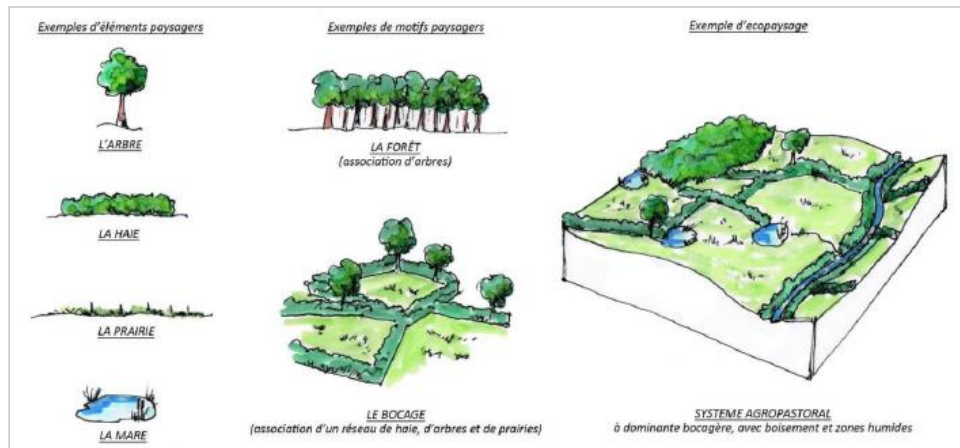 Exemples d'éléments paysagers
L'ARBRE
LA HAIE
LA PRAIRIE
LA MARE
Exemples de motifs paysagers
LA FORÊT
(association d'arbres)
LE BOCAGE
(association d'un réseau de haie, d'arbres et de prairies)
Exemple d'ecopaysage
SYSTEME AGROPASTORAL
à dominante bocagère, avec boisement et zones humides